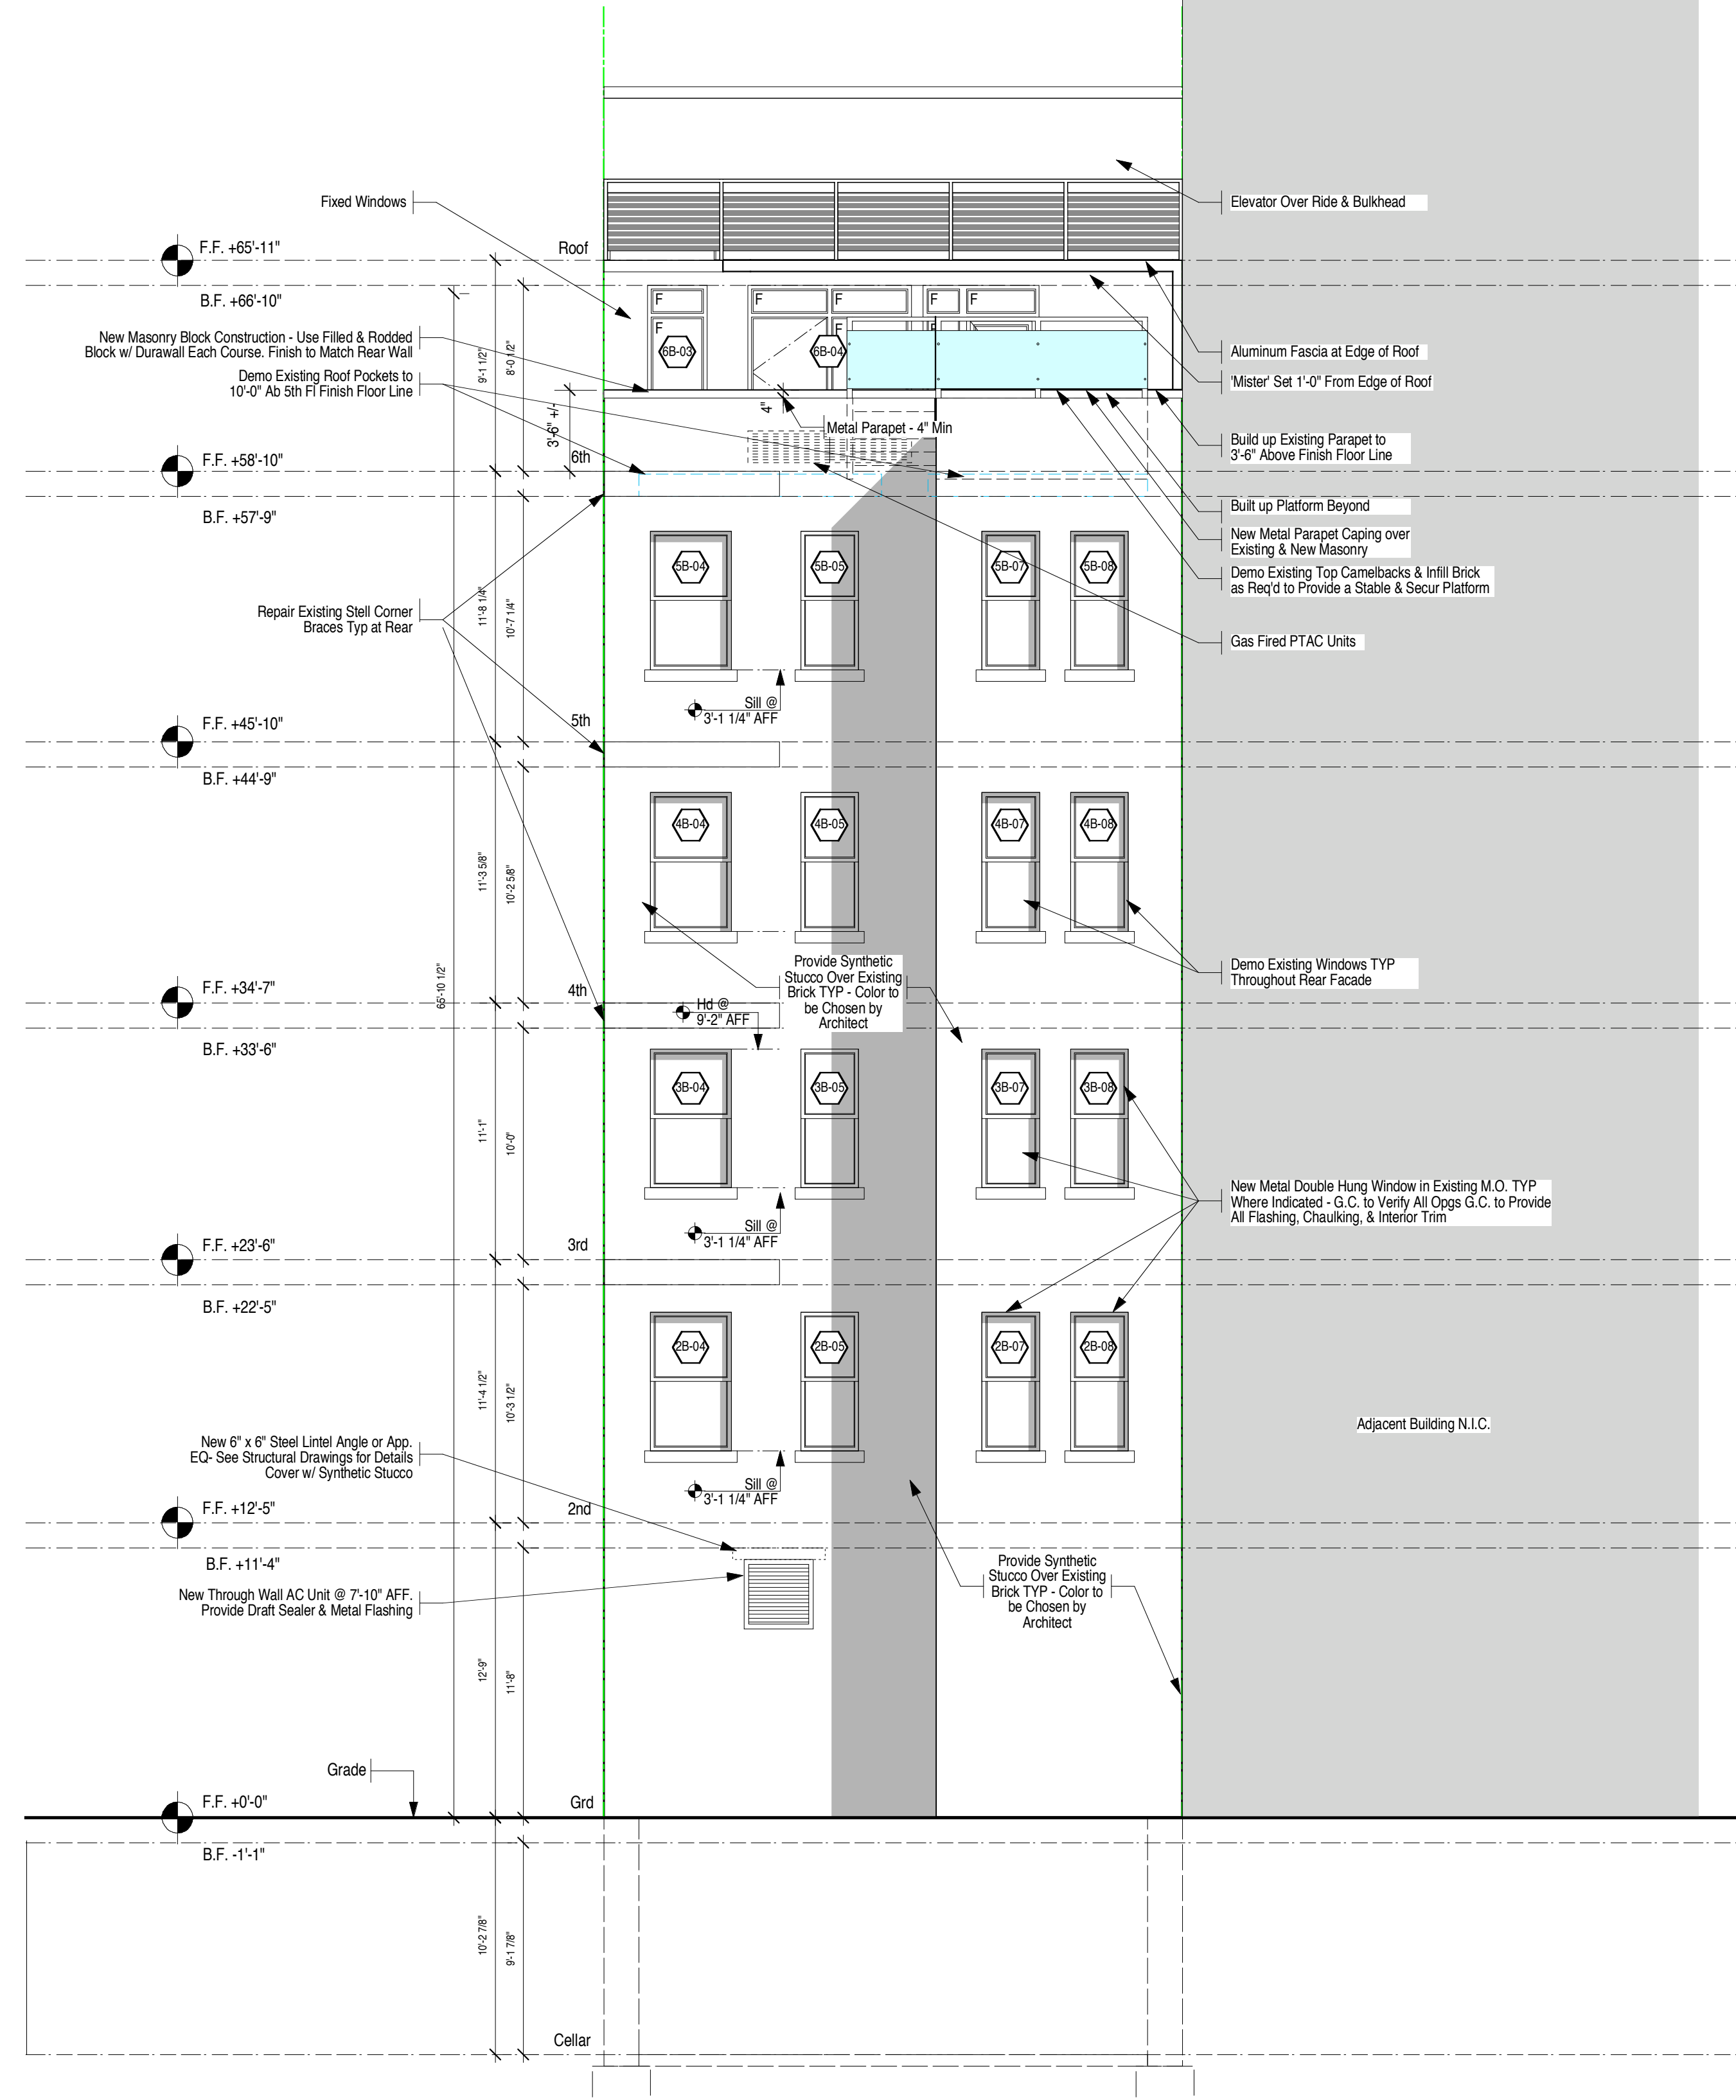 Fixed Windows
Elevator Over Ride & Bulkhead
F.F. +65'-11"
Roof
B.F. +66'-10"
F
F
F
F
F
F
F
New Masonry Block Construction - Use Filled & Rodded
Block w/ Durawall Each Course. Finish to Match Rear Wall
9'-1 1/2"
8'-0 1/2"
6B-03
6B-04
Aluminum Fascia at Edge of Roof
Demo Existing Roof Pockets to
10'-0" Ab 5th Fl Finish Floor Line
'Mister' Set 1'-0" From Edge of Roof
3'-6" +/-
4"
Metal Parapet - 4" Min
Build up Existing Parapet to
3'-6" Above Finish Floor Line
F.F. +58'-10"
6th
B.F. +57'-9"
Built up Platform Beyond
New Metal Parapet Caping over
Existing & New Masonry
Demo Existing Top Camelbacks & Infill Brick
as Req'd to Provide a Stable & Secur Platform
5B-04
5B-05
5B-07
5B-08
11'-8 1/4"
10'-7 1/4"
Repair Existing Stell Corner
Braces Typ at Rear
Gas Fired PTAC Units
Sill @
3'-1 1/4" AFF
F.F. +45'-10"
5th
B.F. +44'-9"
4B-04
4B-05
4B-07
4B-08
11'-3 5/8"
10'-2 5/8"
65'-10 1/2"
Provide Synthetic
Stucco Over Existing
Brick TYP - Color to
be Chosen by
Architect
Demo Existing Windows TYP
Throughout Rear Facade
F.F. +34'-7"
4th
Hd @
9'-2" AFF
B.F. +33'-6"
3B-04
3B-05
3B-07
3B-08
11'-1"
10'-0"
New Metal Double Hung Window in Existing M.O. TYP
Where Indicated - G.C. to Verify All Opgs G.C. to Provide
All Flashing, Chaulking, & Interior Trim
Sill @
3'-1 1/4" AFF
F.F. +23'-6"
3rd
B.F. +22'-5"
2B-04
2B-05
2B-07
2B-08
11'-4 1/2"
10'-3 1/2"
Adjacent Building N.I.C.
New 6" x 6" Steel Lintel Angle or App.
EQ- See Structural Drawings for Details
Cover w/ Synthetic Stucco
Sill @
3'-1 1/4" AFF
F.F. +12'-5"
2nd
B.F. +11'-4"
New Through Wall AC Unit @ 7'-10" AFF.
Provide Draft Sealer & Metal Flashing
Provide Synthetic
Stucco Over Existing
Brick TYP - Color to
be Chosen by
Architect
12'-9"
11'-8"
Grade
F.F. +0'-0"
Grd
B.F. -1'-1"
10'-2 7/8"
9'-1 7/8"
Cellar